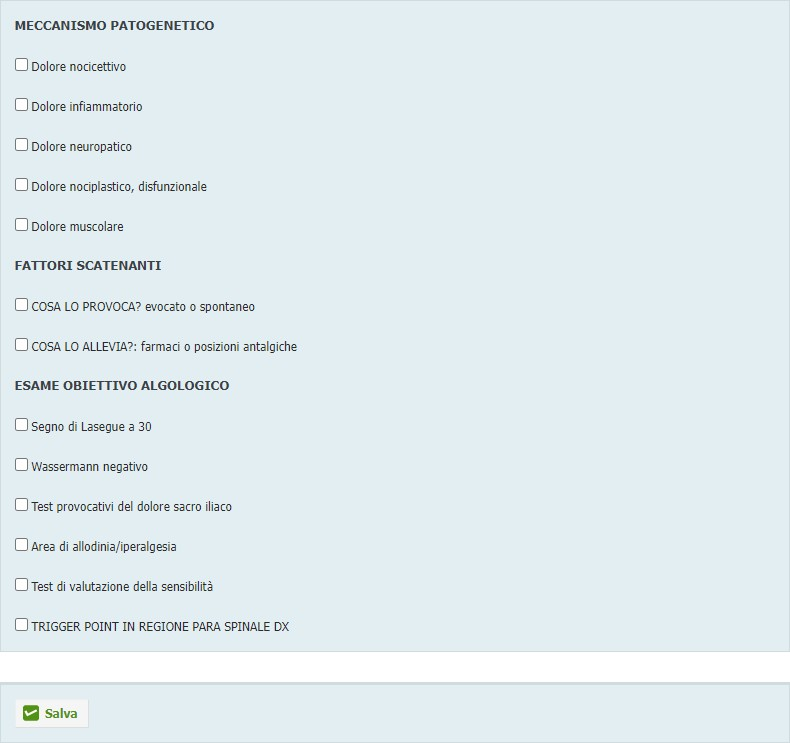 MECCANISMO PATOGENETICO
Dolore nocicettivo
Dolore infiammatorio
Dolore neuropatico
Dolore nociplastico, disfunzionale
Dolore muscolare
FATTORI SCATENANTI
COSA LO PROVOCA? evocato o spontaneo
COSA LO ALLEVIA?: farmaci o posizioni antalgiche
ESAME OBIETTIVO ALGOLOGICO
Segno di Lasegue a 30
Wassermann negativo
Test provocativi del dolore sacro iliaco
Area di allodinia/iperalgesia
Test di valutazione della sensibilità
TRIGGER POINT IN REGIONE PARA SPINALE DX
Salva